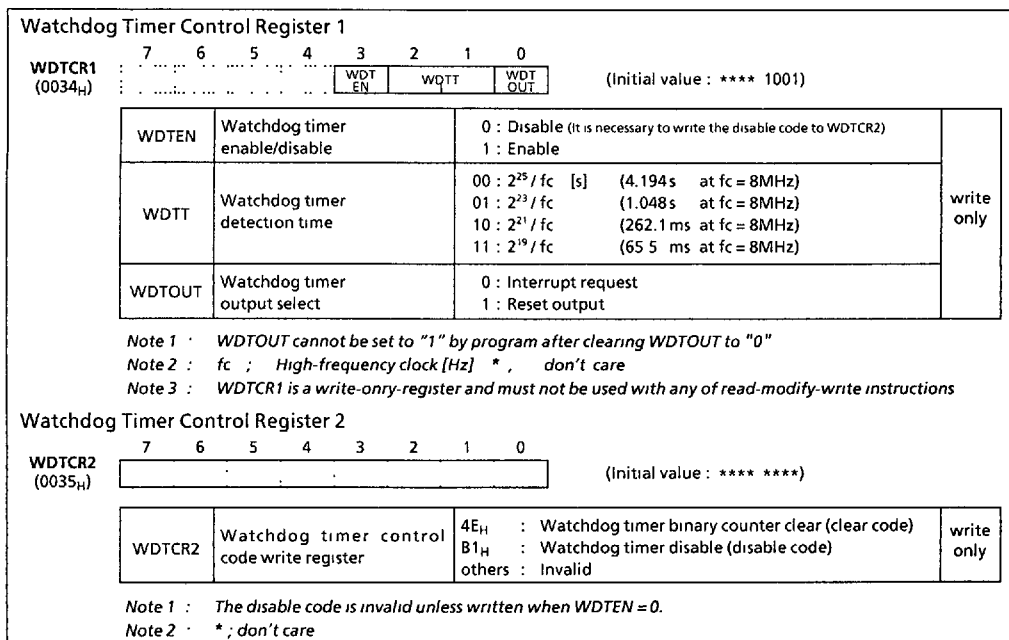 Watchdog Timer Control Register 1
7 6 5 4 3 2 1 0
WDTCR1 (0034H) WDT EN WDTT WDT OUT (Initial value : **** 1001)
WDTEN Watchdog timer enable/disable 0 : Disable (It is necessary to write the disable code to WDTCR2)
1 : Enable
WDTT Watchdog timer detection time 00 : 2²⁵ / fc [s] (4.194 s at fc = 8MHz)
01 : 2²³ / fc (1.048 s at fc = 8MHz)
10 : 2²¹ / fc (262.1 ms at fc = 8MHz)
11 : 2¹⁹ / fc (65 5 ms at fc = 8MHz)
WDTOUT Watchdog timer output select 0 : Interrupt request
1 : Reset output
write only
Note 1 : WDTOUT cannot be set to "1" by program after clearing WDTOUT to "0"
Note 2 : fc ; High-frequency clock [Hz] * , don't care
Note 3 : WDTCR1 is a write-onry-register and must not be used with any of read-modify-write instructions
Watchdog Timer Control Register 2
7 6 5 4 3 2 1 0
WDTCR2 (0035H) (Initial value : **** ****)
WDTCR2 Watchdog timer control code write register 4EH : Watchdog timer binary counter clear (clear code)
B1H : Watchdog timer disable (disable code)
others : Invalid
write only
Note 1 : The disable code is invalid unless written when WDTEN = 0.
Note 2 · * ; don't care